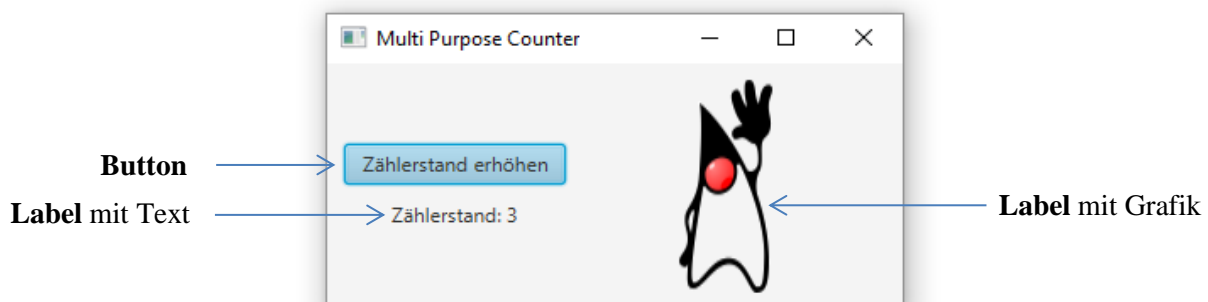 Multi Purpose Counter
Button
Zählerstand erhöhen
Label mit Text
Zählerstand: 3
Label mit Grafik